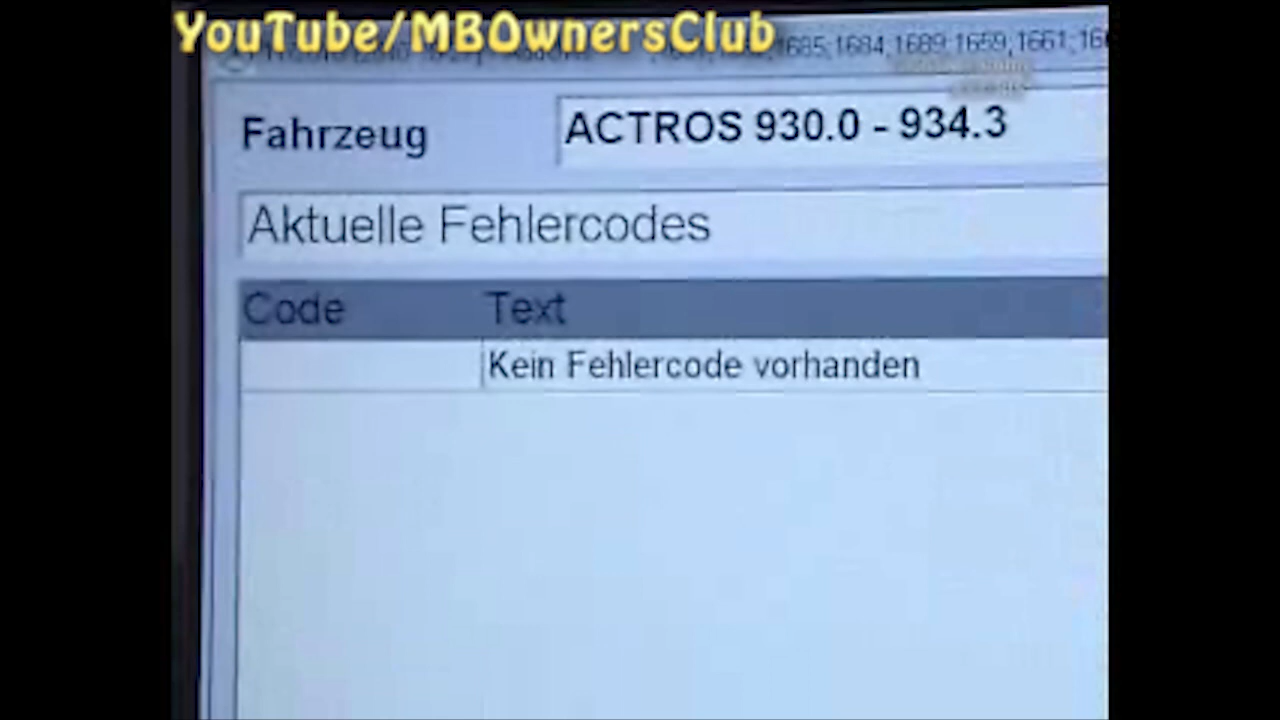 YouTube/MBOwnersClub
1685;1684,1689,1659,1661;
Fahrzeug ACTROS 930.0 - 934.3
Aktuelle Fehlercodes
Code Text
Kein Fehlercode vorhanden